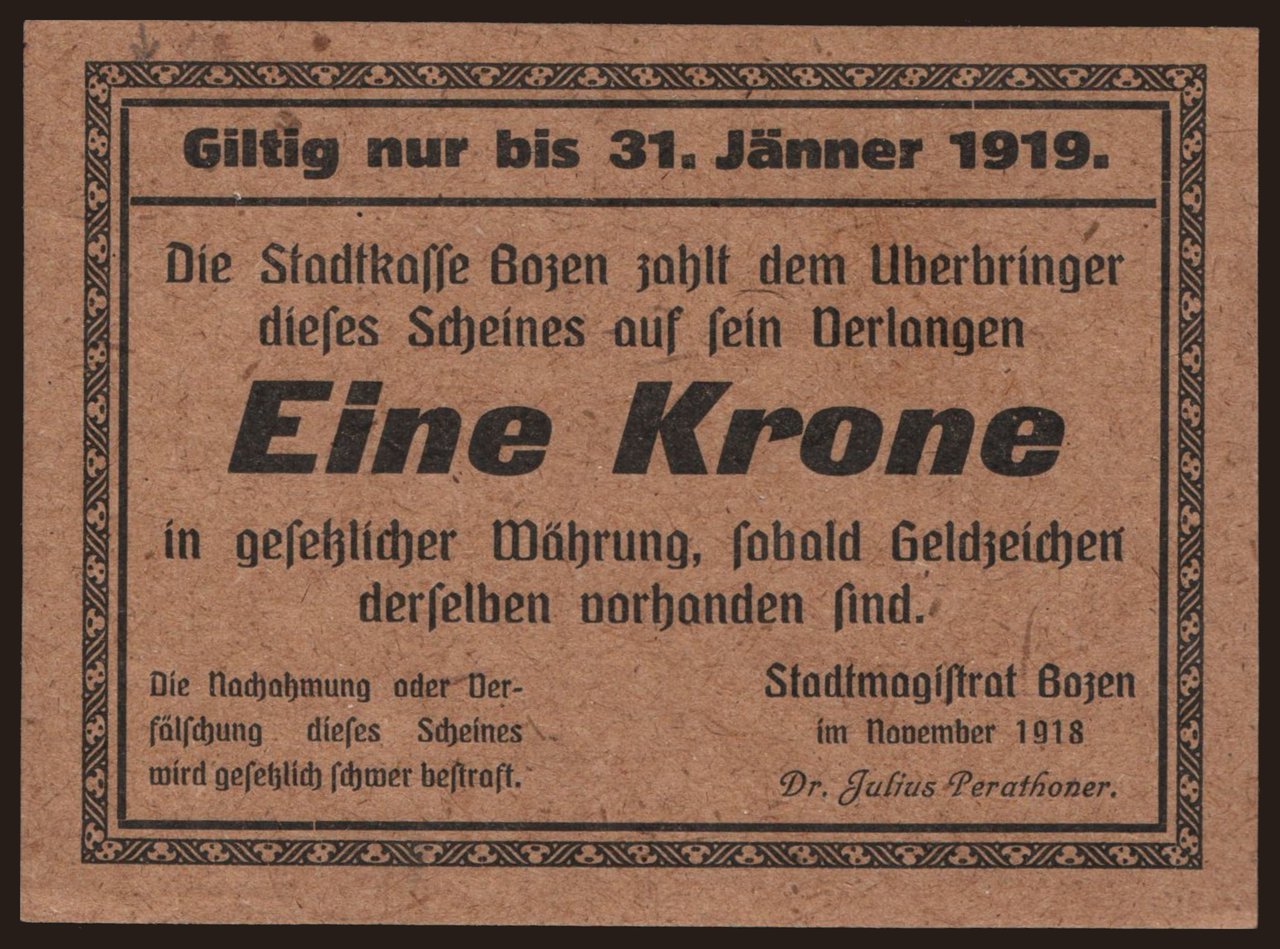 Giltig nur bis 31. Jänner 1919.
Die Stadtkaſſe Bozen zahlt dem Uberbringer
dieſes Scheines auf ſein Verlangen
Eine Krone
in geſetzlicher Währung, ſobald Geldzeichen
derſelben vorhanden ſind.
Die Nachahmung oder Ver-
fälſchung dieſes Scheines
wird geſetzlich ſchwer beſtraft.
Stadtmagiſtrat Bozen
im November 1918
Dr. Julius Perathoner.